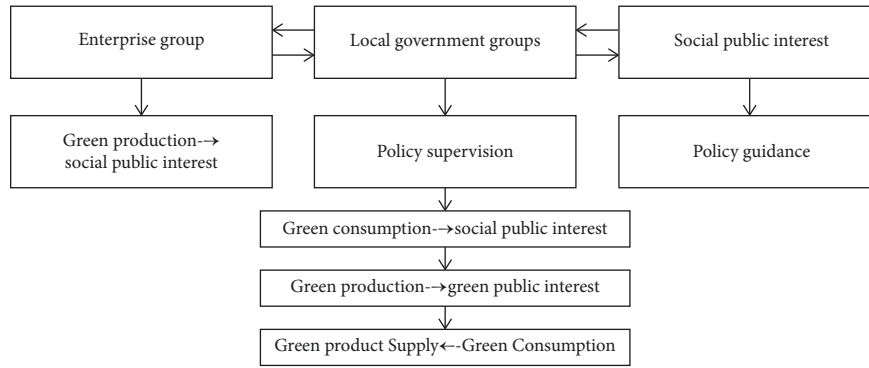 Enterprise group
Local government groups
Social public interest
Green production-→
social public interest
Policy supervision
Policy guidance
Green consumption-→social public interest
Green production-→green public interest
Green product Supply←-Green Consumption